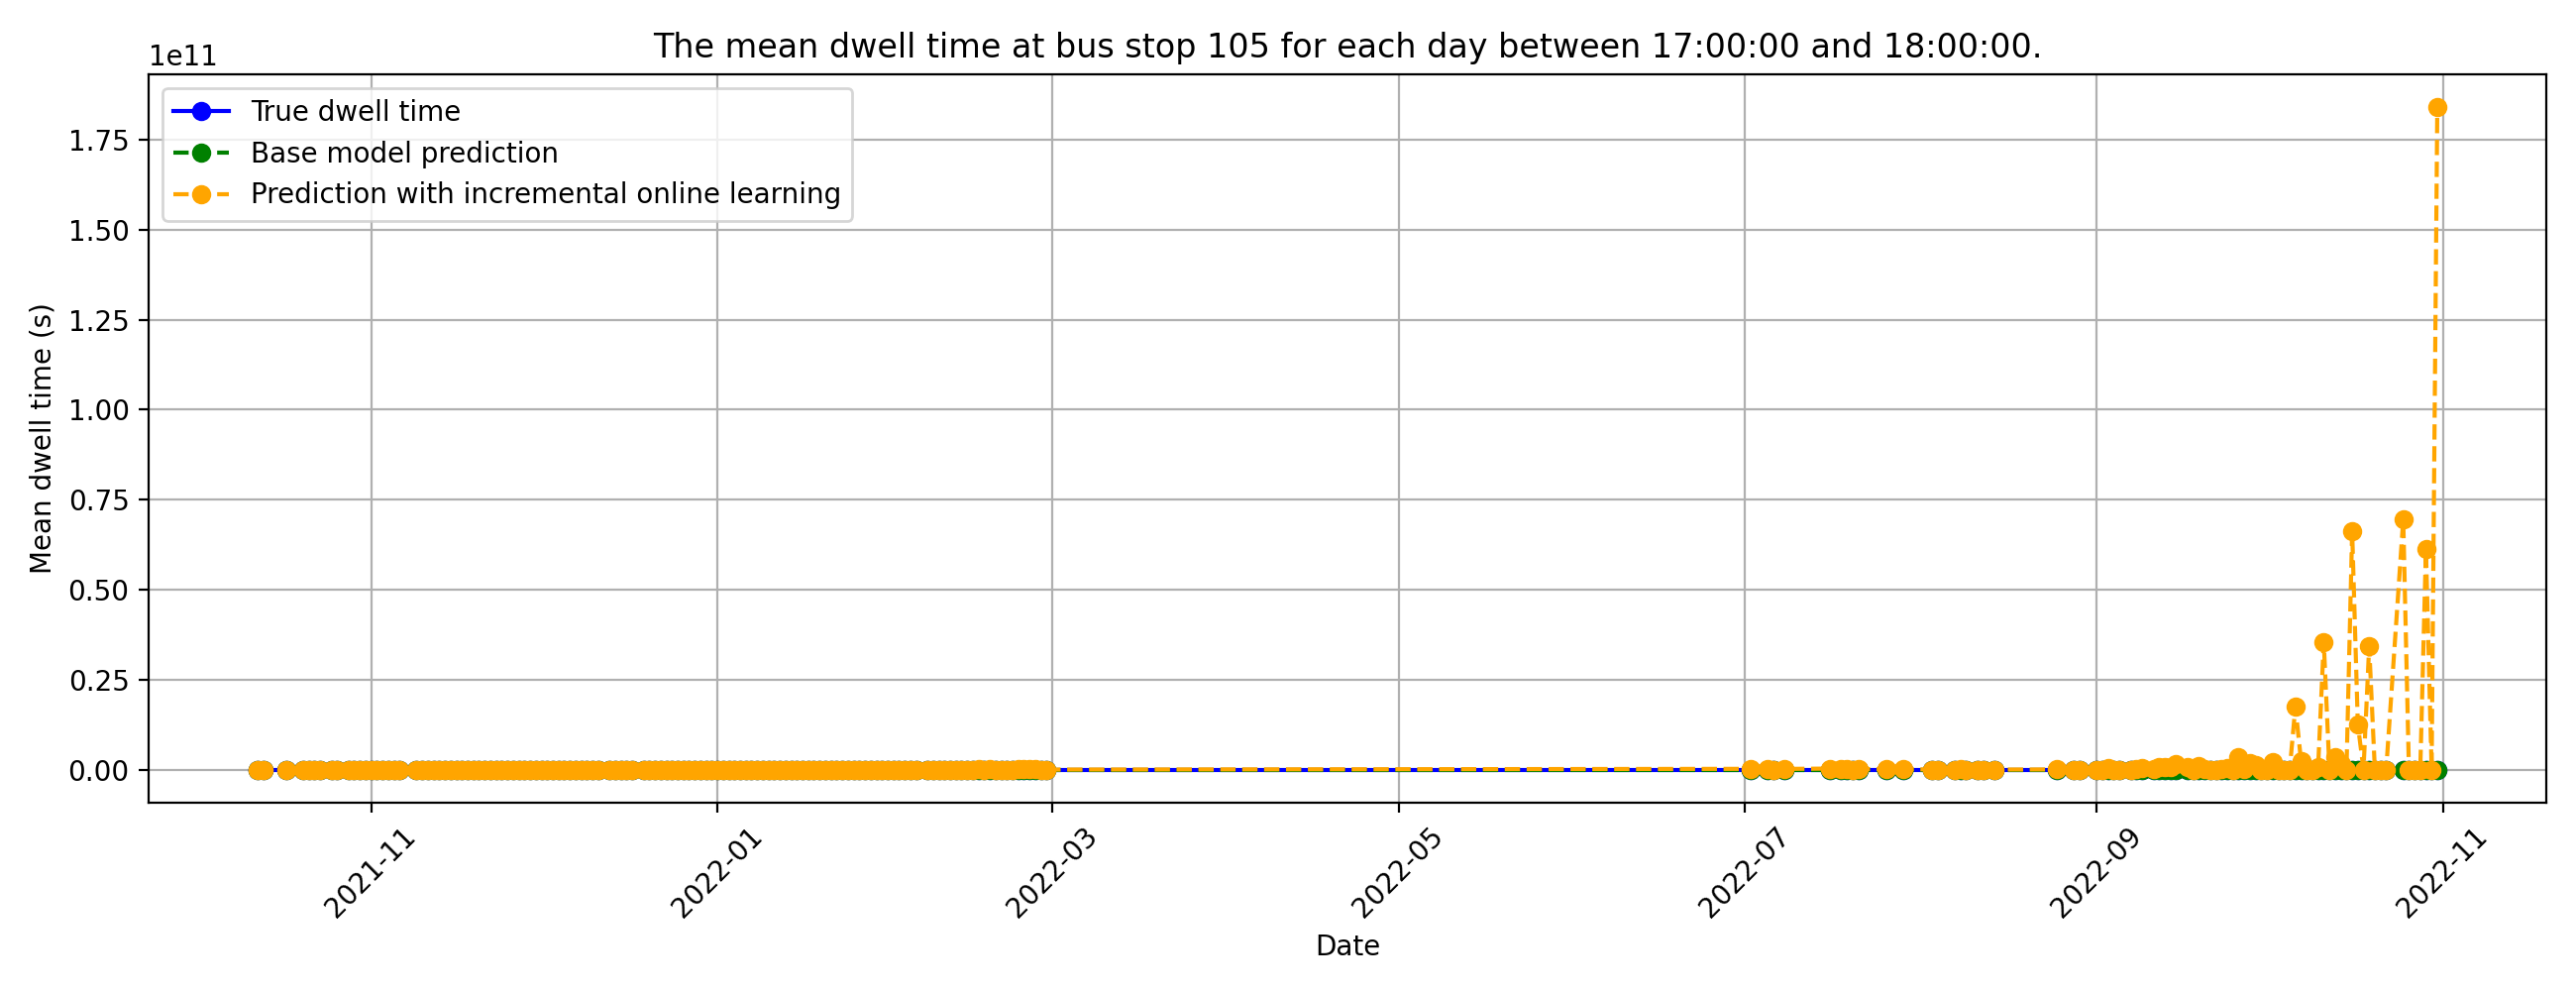 The mean dwell time at bus stop 105 for each day between 17:00:00 and 18:00:00.
1e11
True dwell time
Base model prediction
Prediction with incremental online learning
1.75
1.50
1.25
1.00
0.75
0.50
0.25
0.00
Mean dwell time (s)
2021-11
2022-01
2022-03
2022-05
2022-07
2022-09
2022-11
Date